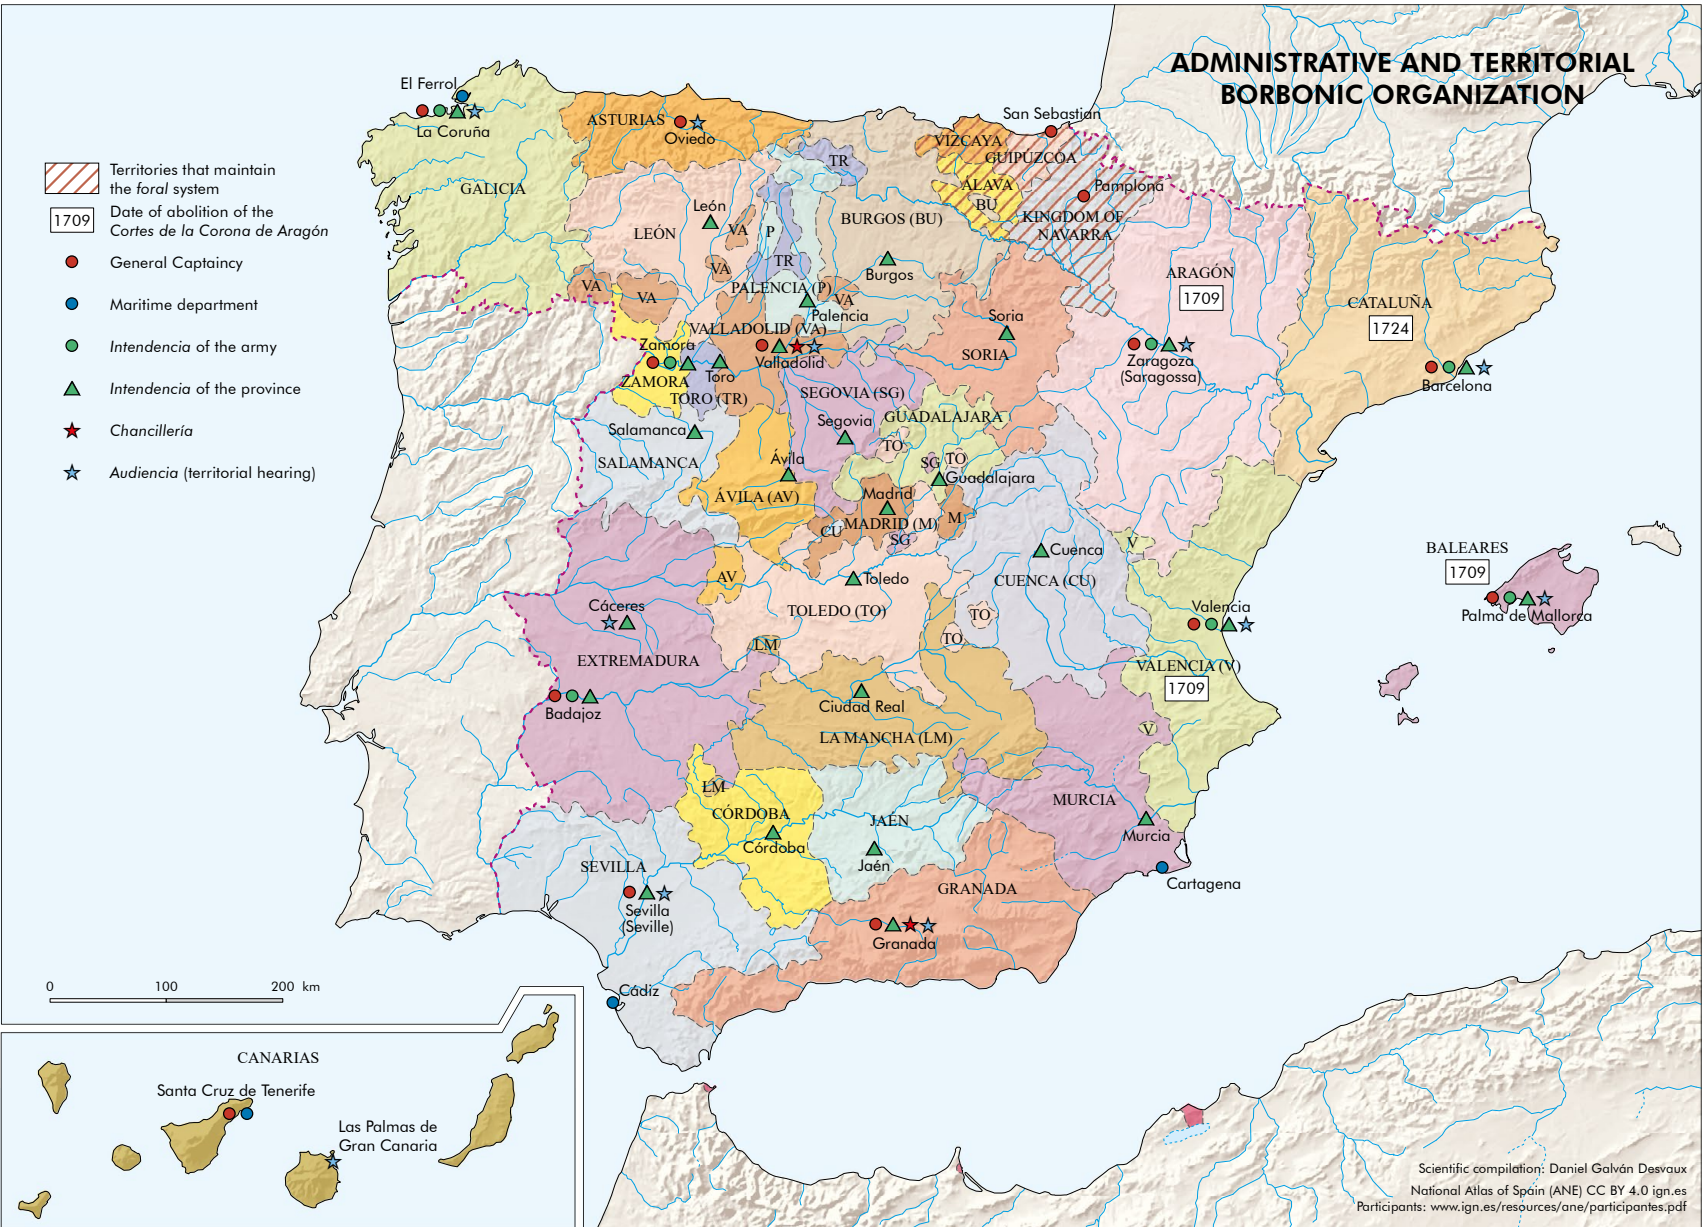 ADMINISTRATIVE AND TERRITORIAL
BORBONIC ORGANIZATION
Territories that maintain
the foral system
1709
Date of abolition of the
Cortes de la Corona de Aragón
General Captaincy
Maritime department
Intendencia of the army
Intendencia of the province
Chancillería
Audiencia (territorial hearing)
El Ferrol
La Coruña
GALICIA
ASTURIAS
Oviedo
TR
VIZCAYA
San Sebastian
GUIPUZCOA
ÁLAVA
BU
Pamplona
KINGDOM OF
NAVARRA
León
LEÓN
VA
VA
P
TR
BURGOS (BU)
Burgos
VA
VA
PALENCIA (P)
VA
Palencia
ARAGÓN
1709
CATALUÑA
1724
Soria
SORIA
VALLADOLID (VA)
Valladolid
Zamora
ZAMORA
Toro
TORO (TR)
Zaragoza
(Saragossa)
Barcelona
SEGOVIA (SG)
Segovia
GUADALAJARA
TO
SG
TO
Guadalajara
Salamanca
SALAMANCA
Ávila
ÁVILA (AV)
Madrid
MADRID (M)
M
CU
SG
Cuenca
CUENCA (CU)
V
AV
Toledo
TOLEDO (TO)
TO
TO
LM
Cáceres
EXTREMADURA
Badajoz
Valencia
VALENCIA (V)
1709
V
BALEARES
1709
Palma de Mallorca
Ciudad Real
LA MANCHA (LM)
LM
CÓRDOBA
Córdoba
JAÉN
Jaén
MURCIA
Murcia
Cartagena
SEVILLA
Sevilla
(Seville)
GRANADA
Granada
Cádiz
0 100 200 km
CANARIAS
Santa Cruz de Tenerife
Las Palmas de
Gran Canaria
Scientific compilation: Daniel Galván Desvaux
National Atlas of Spain (ANE) CC BY 4.0 ign.es
Participants: www.ign.es/resources/ane/participantes.pdf